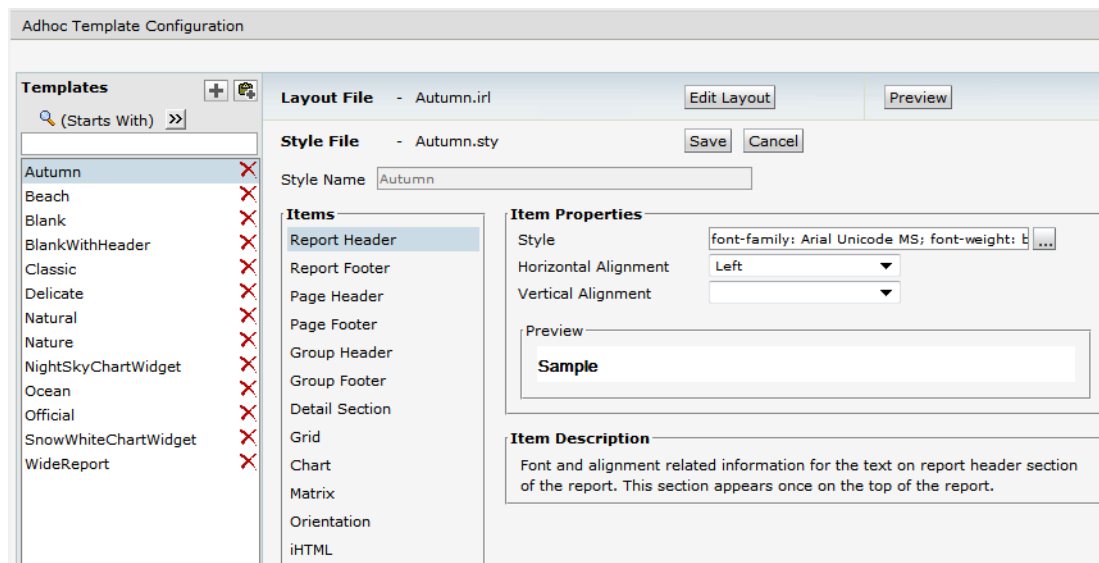 Adhoc Template Configuration
Templates
(Starts With) >>
Autumn
Beach
Blank
BlankWithHeader
Classic
Delicate
Natural
Nature
NightSkyChartWidget
Ocean
Official
SnowWhiteChartWidget
WideReport
Layout File - Autumn.irl Edit Layout Preview
Style File - Autumn.sty Save Cancel
Style Name Autumn
Items
Report Header
Report Footer
Page Header
Page Footer
Group Header
Group Footer
Detail Section
Grid
Chart
Matrix
Orientation
iHTML
Item Properties
Style font-family: Arial Unicode MS; font-weight: b ...
Horizontal Alignment Left
Vertical Alignment
Preview
Sample
Item Description
Font and alignment related information for the text on report header section
of the report. This section appears once on the top of the report.